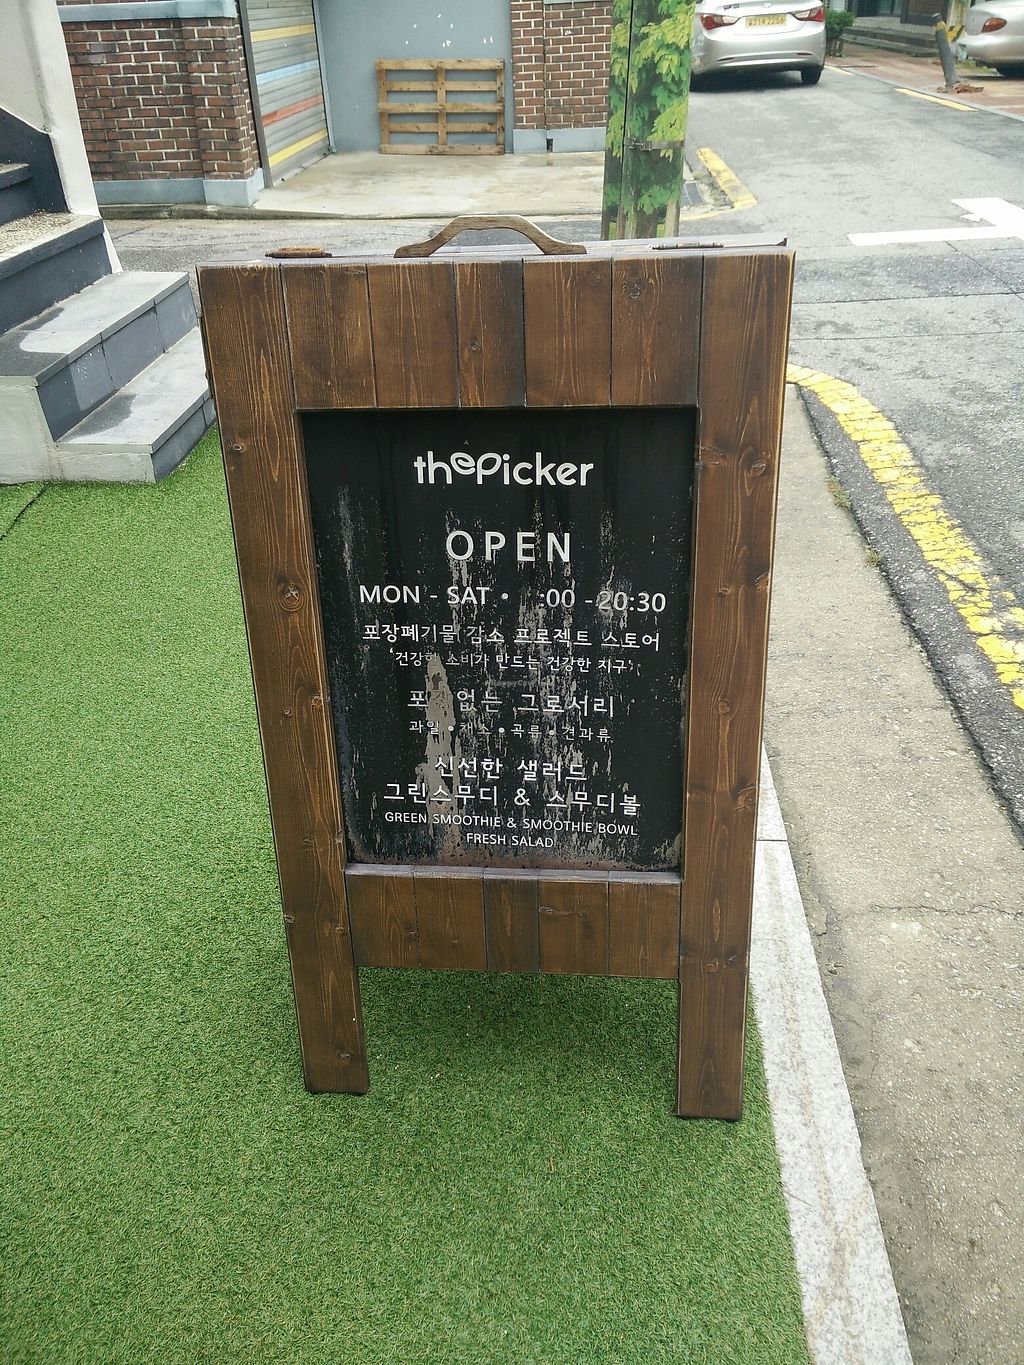 thepicker
OPEN
MON - SAT • :00 - 20:30
포장폐기물 감소 프로젝트 스토어
'건강한 소비가 만드는 건강한 지구'
없는 그로서리
과일 • 채소 • 곡류 • 견과류
신선한 샐러드
그린스무디 & 스무디볼
GREEN SMOOTHIE & SMOOTHIE BOWL
FRESH SALAD